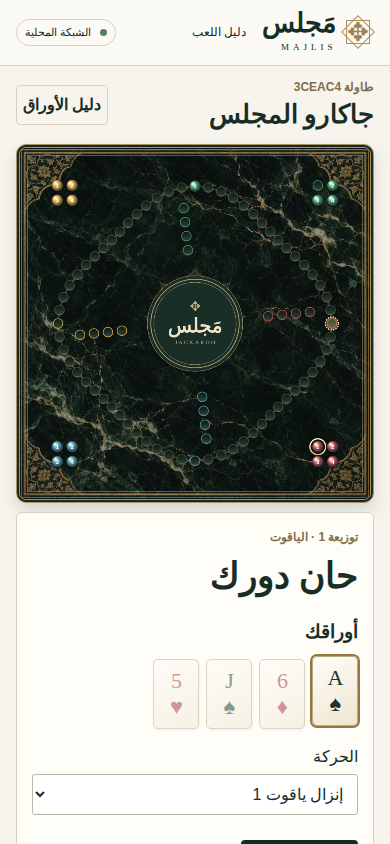 مَجلس
MAJLIS
دليل اللعب
الشبكة المحلية
طاولة 3CEAC4
جاكارو المجلس
دليل الأوراق
مَجلس
JACKAROO
توزيعة 1 · الياقوت
حان دورك
أوراقك
A
♠
6
♦
J
♠
5
♥
الحركة
إنزال ياقوت 1